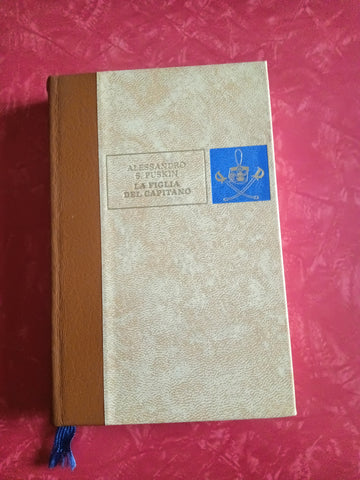 ALESSANDRO
S. PUSKIN
LA FIGLIA
DEL CAPITANO